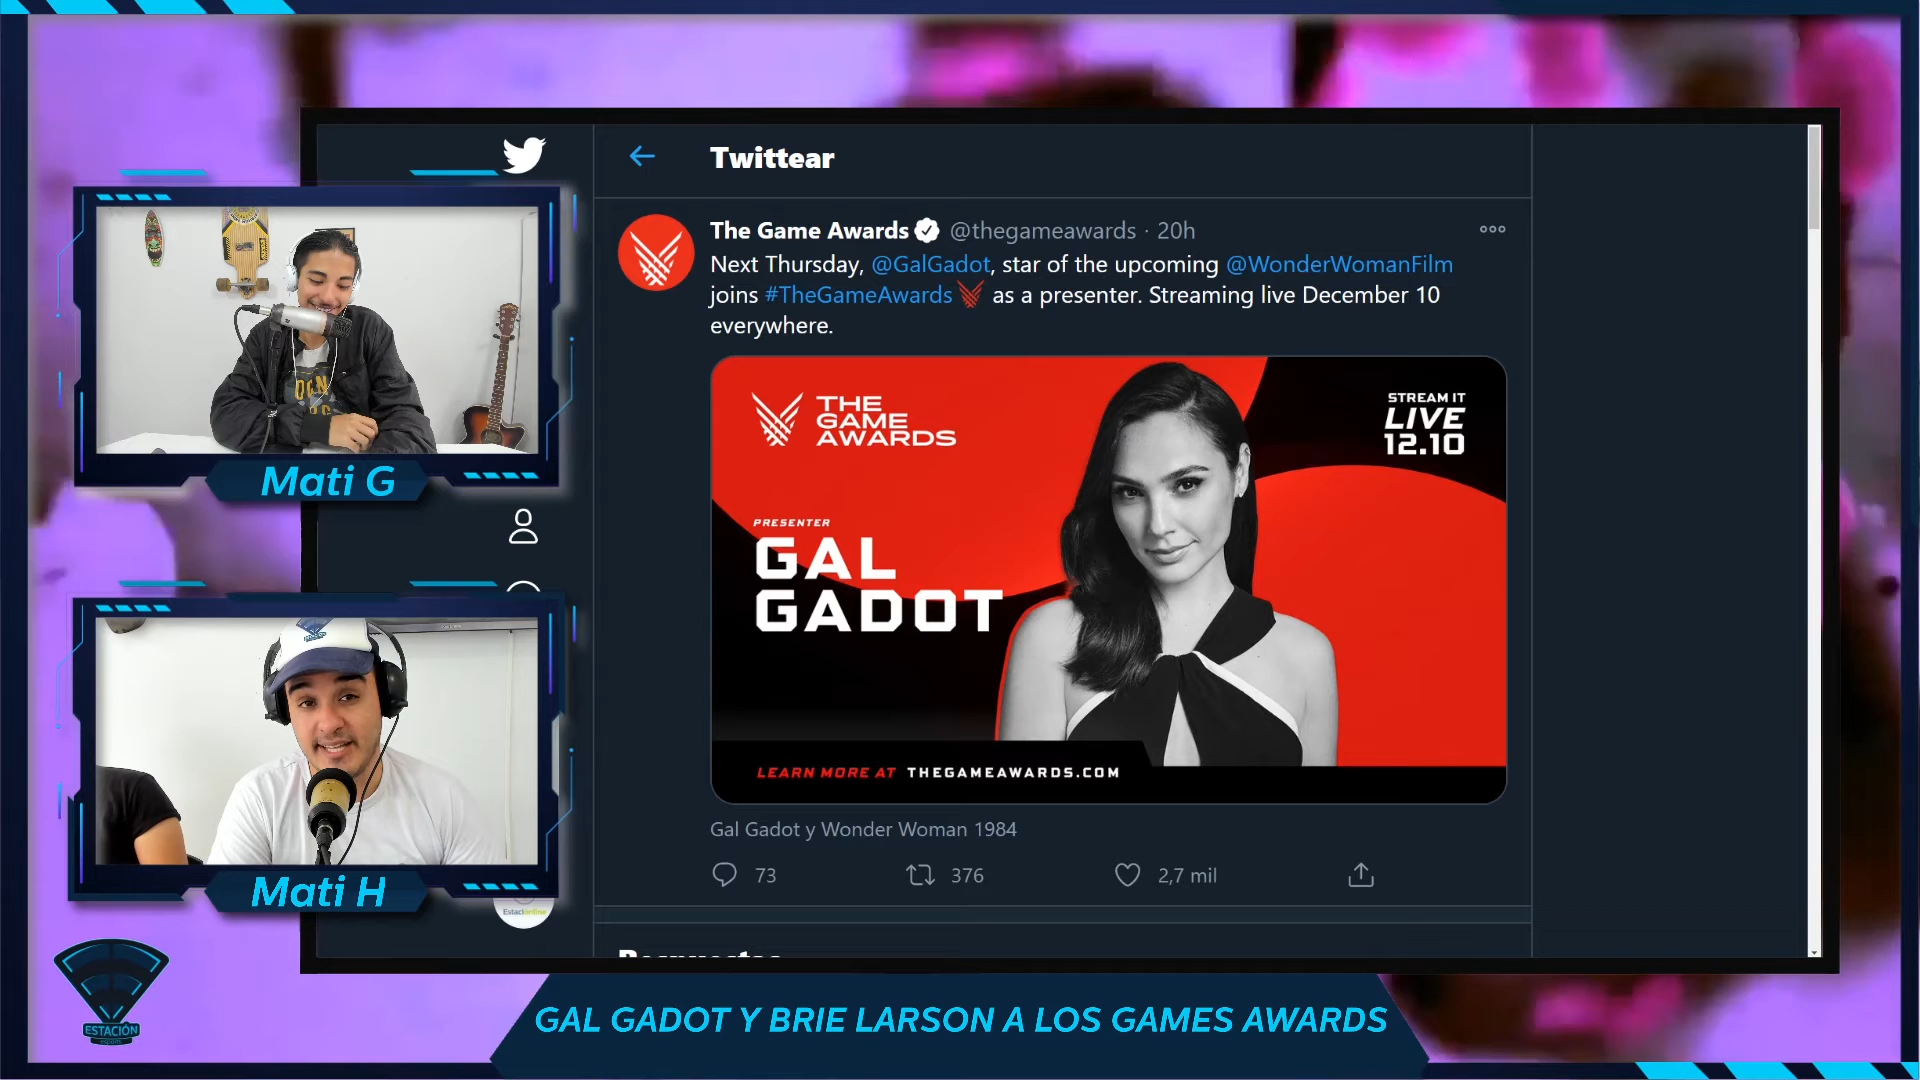 Twittear
The Game Awards @thegameawards · 20h
Next Thursday, @GalGadot, star of the upcoming @WonderWomanFilm
joins #TheGameAwards as a presenter. Streaming live December 10
everywhere.
THE
GAME
AWARDS
STREAM IT
LIVE
12.10
PRESENTER
GAL
GADOT
LEARN MORE AT THEGAMEAWARDS.COM
Gal Gadot y Wonder Woman 1984
73 376 2,7 mil
Mati G
Mati H
Estacionline
ESTACIÓN
esports
GAL GADOT Y BRIE LARSON A LOS GAMES AWARDS